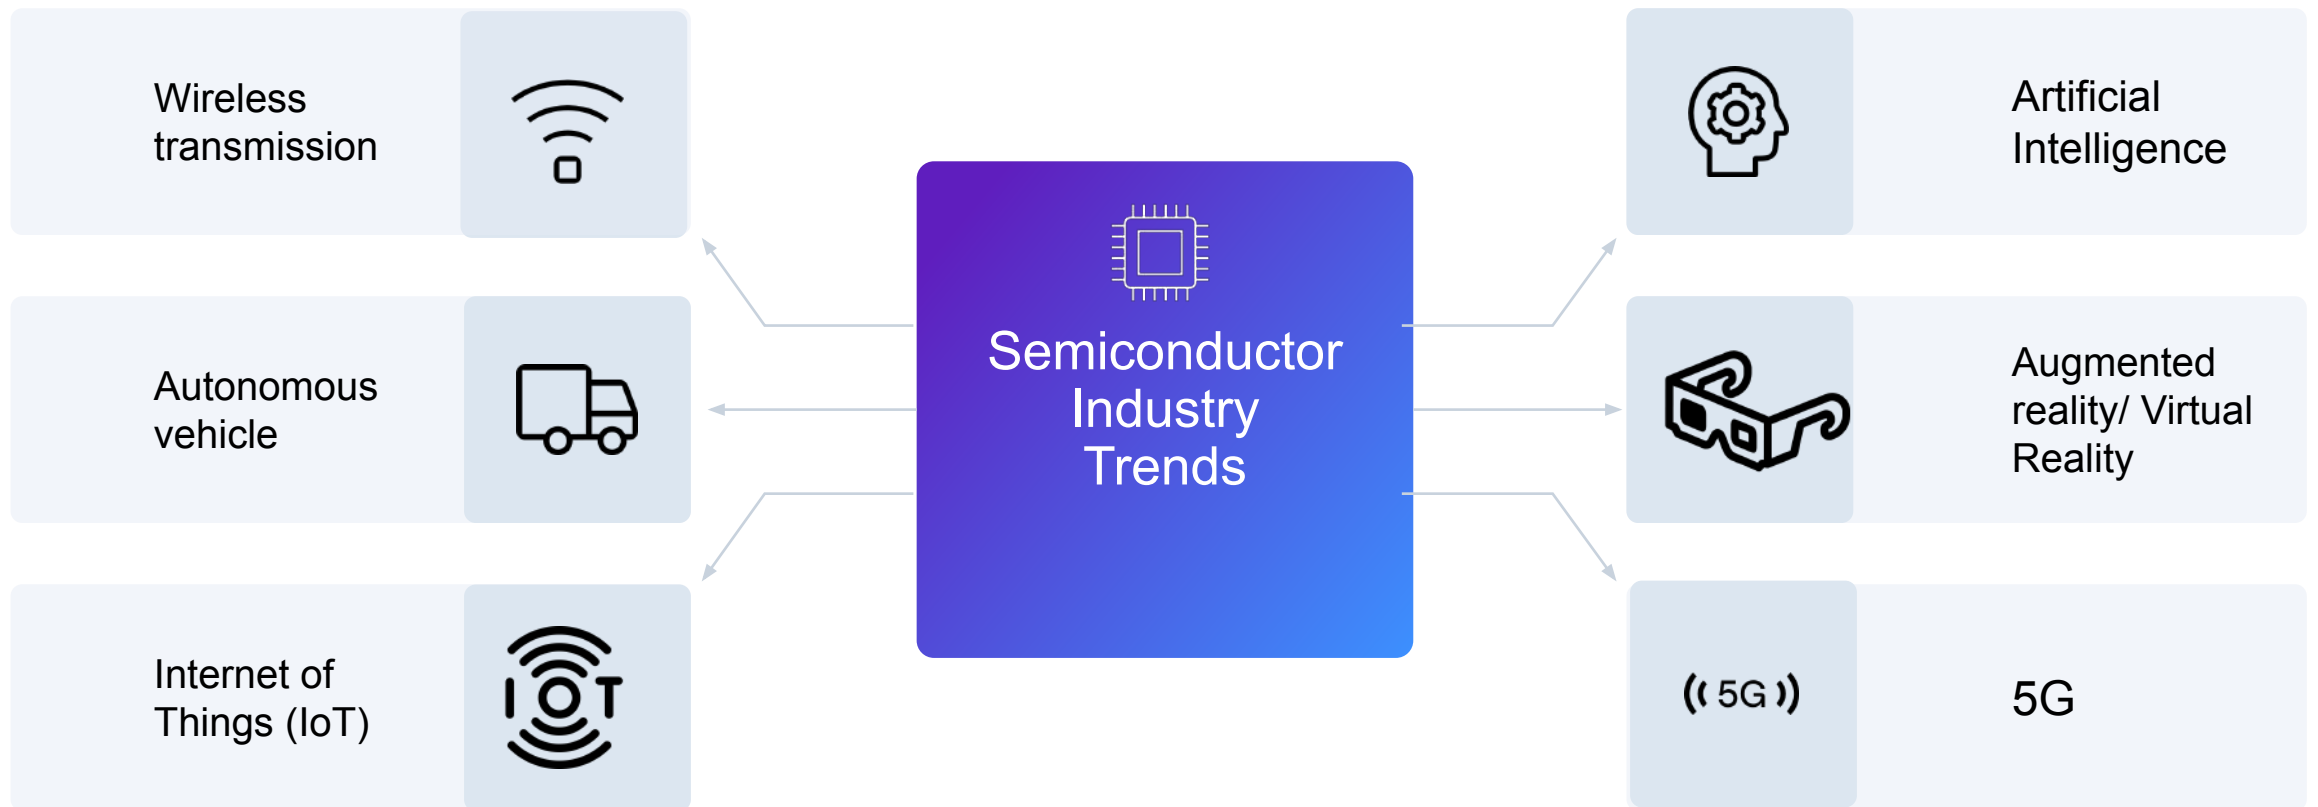 Wireless
transmission
Autonomous
vehicle
Internet of
Things (IoT)
IOT
Semiconductor
Industry
Trends
Artificial
Intelligence
Augmented
reality/ Virtual
Reality
((5G))
5G